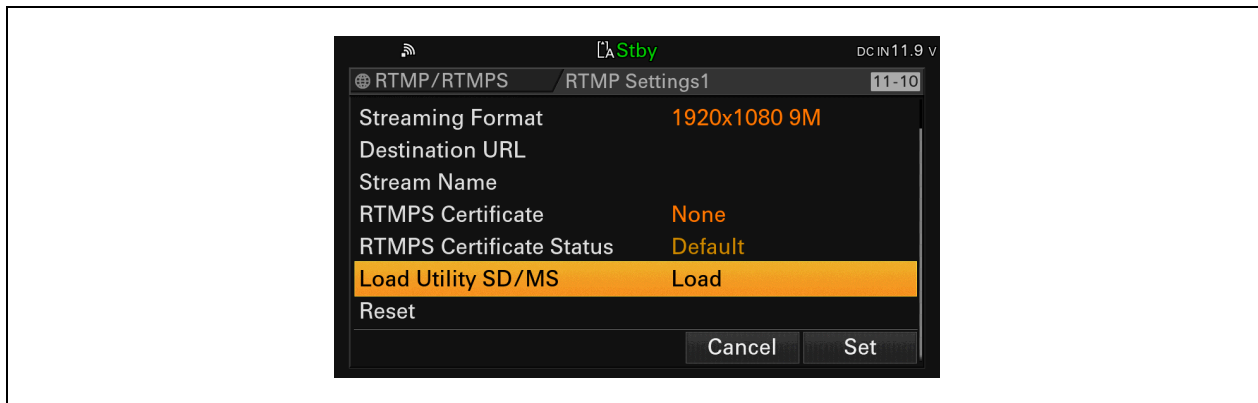 Stby DC IN 11.9 V
RTMP/RTMPS RTMP Settings1 11-10
Streaming Format 1920x1080 9M
Destination URL
Stream Name
RTMPS Certificate None
RTMPS Certificate Status Default
Load Utility SD/MS Load
Reset
Cancel Set